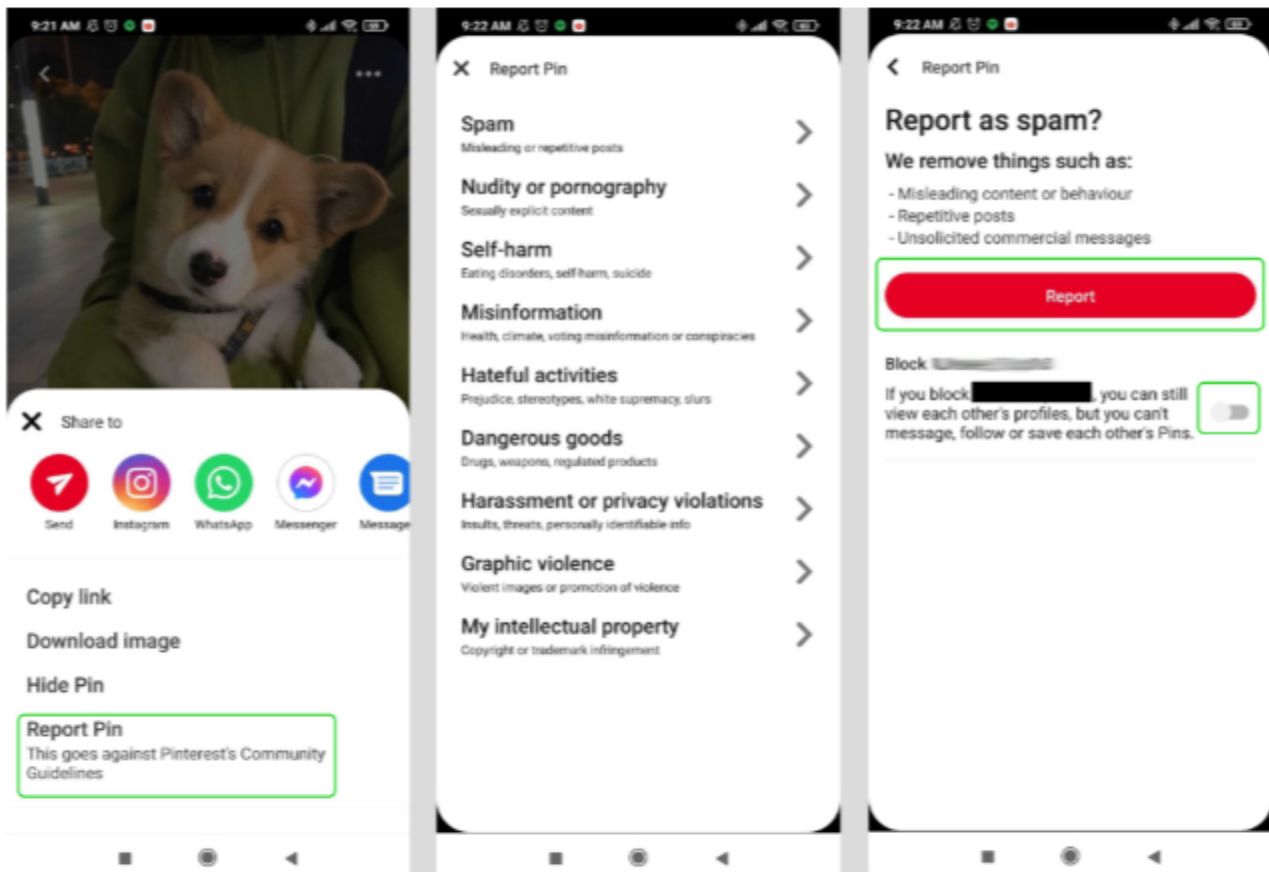 9:21 AM
Share to
Send
Instagram
WhatsApp
Messenger
Message
Copy link
Download image
Hide Pin
Report Pin
This goes against Pinterest's Community
Guidelines
9:22 AM
Report Pin
Spam
Misleading or repetitive posts
Nudity or pornography
Sexually explicit content
Self-harm
Eating disorders, self-harm, suicide
Misinformation
Health, climate, voting misinformation or conspiracies
Hateful activities
Prejudice, stereotypes, white supremacy, slurs
Dangerous goods
Drugs, weapons, regulated products
Harassment or privacy violations
Insults, threats, personally identifiable info
Graphic violence
Violent images or promotion of violence
My intellectual property
Copyright or trademark infringement
9:22 AM
Report Pin
Report as spam?
We remove things such as:
- Misleading content or behaviour
- Repetitive posts
- Unsolicited commercial messages
Report
Block
If you block , you can still
view each other's profiles, but you can't
message, follow or save each other's Pins.